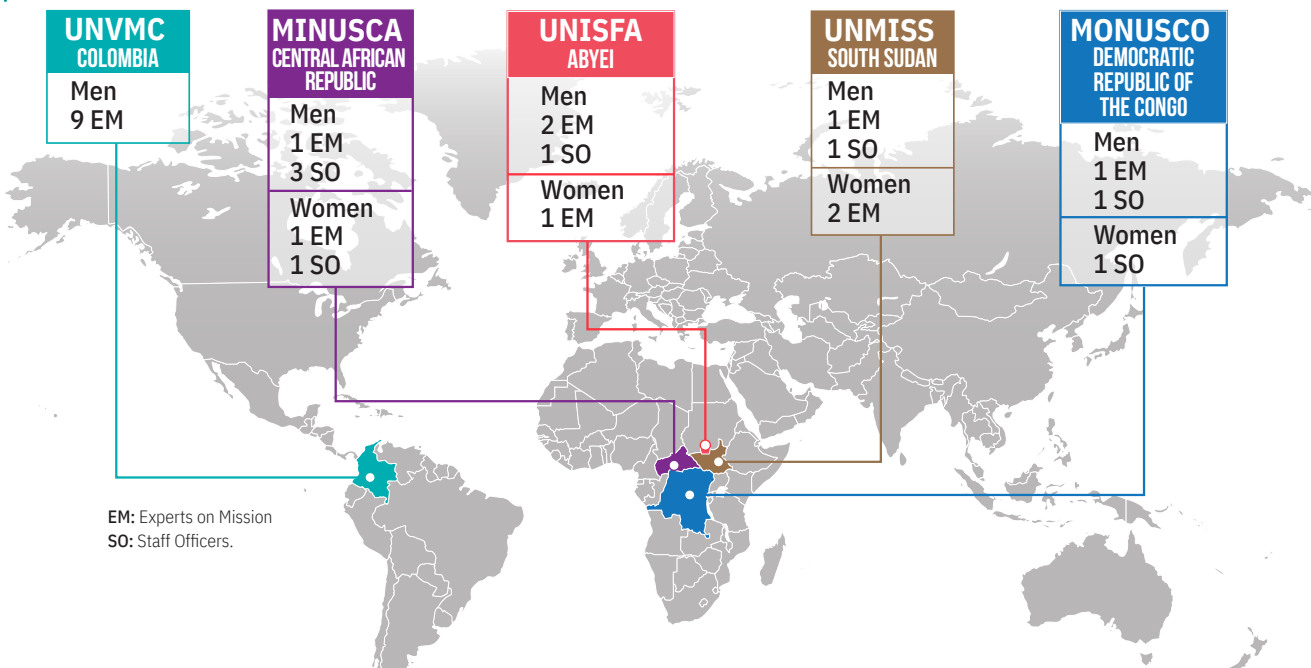 UNVMC
COLOMBIA
Men
9 EM
MINUSCA
CENTRAL AFRICAN
REPUBLIC
Men
1 EM
3 SO
Women
1 EM
1 SO
UNISFA
ABYEI
Men
2 EM
1 SO
Women
1 EM
UNMISS
SOUTH SUDAN
Men
1 EM
1 SO
Women
2 EM
MONUSCO
DEMOCRATIC
REPUBLIC OF
THE CONGO
Men
1 EM
1 SO
Women
1 SO
EM: Experts on Mission
SO: Staff Officers.